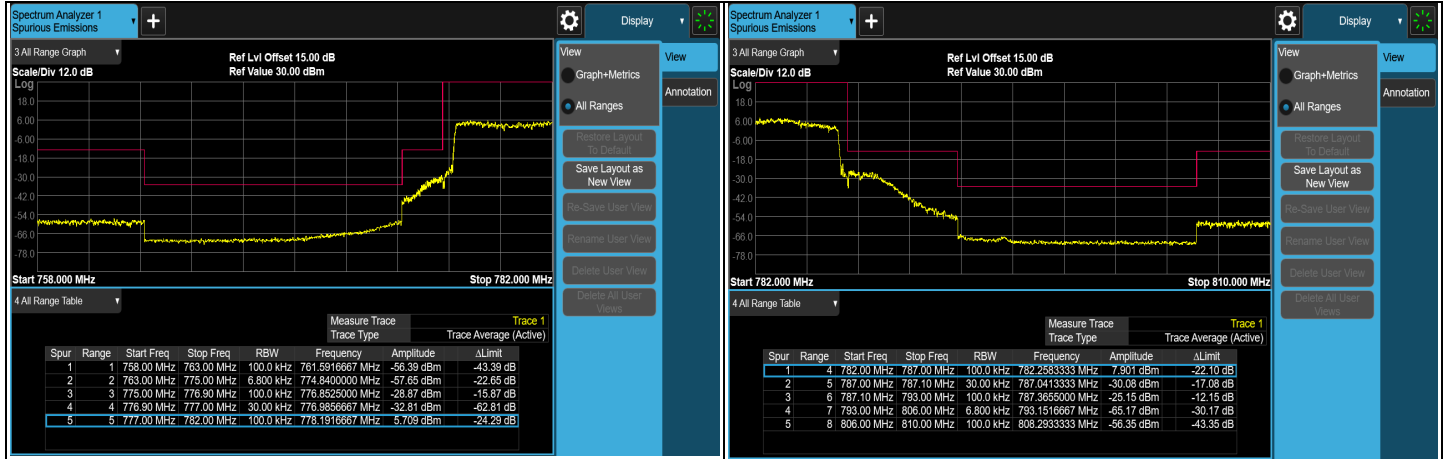 Spectrum Analyzer 1
Spurious Emissions
+
Display
3 All Range Graph
Ref Lvl Offset 15.00 dB
Scale/Div 12.0 dB
Ref Value 30.00 dBm
Log
18.0
6.00
-6.00
-18.0
-30.0
-42.0
-54.0
-66.0
-78.0
Start 758.000 MHz
Stop 782.000 MHz
View
Graph+Metrics
All Ranges
Restore Layout
To Default
Save Layout as
New View
Re-Save User View
Rename User View
Delete User View
Delete All User
Views
View
Annotation
4 All Range Table
Measure Trace Trace 1
Trace Type Trace Average (Active)
Spur Range Start Freq Stop Freq RBW Frequency Amplitude ΔLimit
1 1 758.00 MHz 763.00 MHz 100.0 kHz 761.5916667 MHz -56.39 dBm -43.39 dB
2 2 763.00 MHz 775.00 MHz 6.800 kHz 774.8400000 MHz -57.65 dBm -22.65 dB
3 3 775.00 MHz 776.90 MHz 100.0 kHz 776.8525000 MHz -28.87 dBm -15.87 dB
4 4 776.90 MHz 777.00 MHz 30.00 kHz 776.9856667 MHz -32.81 dBm -62.81 dB
5 5 777.00 MHz 782.00 MHz 100.0 kHz 778.1916667 MHz 5.709 dBm -24.29 dB
Spectrum Analyzer 1
Spurious Emissions
+
Display
3 All Range Graph
Ref Lvl Offset 15.00 dB
Scale/Div 12.0 dB
Ref Value 30.00 dBm
Log
18.0
6.00
-6.00
-18.0
-30.0
-42.0
-54.0
-66.0
-78.0
Start 782.000 MHz
Stop 810.000 MHz
View
Graph+Metrics
All Ranges
Restore Layout
To Default
Save Layout as
New View
Re-Save User View
Rename User View
Delete User View
Delete All User
Views
View
Annotation
4 All Range Table
Measure Trace Trace 1
Trace Type Trace Average (Active)
Spur Range Start Freq Stop Freq RBW Frequency Amplitude ΔLimit
1 4 782.00 MHz 787.00 MHz 100.0 kHz 782.2583333 MHz 7.901 dBm -22.10 dB
2 5 787.00 MHz 787.10 MHz 30.00 kHz 787.0413333 MHz -30.08 dBm -17.08 dB
3 6 787.10 MHz 793.00 MHz 100.0 kHz 787.3655000 MHz -25.15 dBm -12.15 dB
4 7 793.00 MHz 806.00 MHz 6.800 kHz 793.1516667 MHz -65.17 dBm -30.17 dB
5 8 806.00 MHz 810.00 MHz 100.0 kHz 808.2933333 MHz -56.35 dBm -43.35 dB